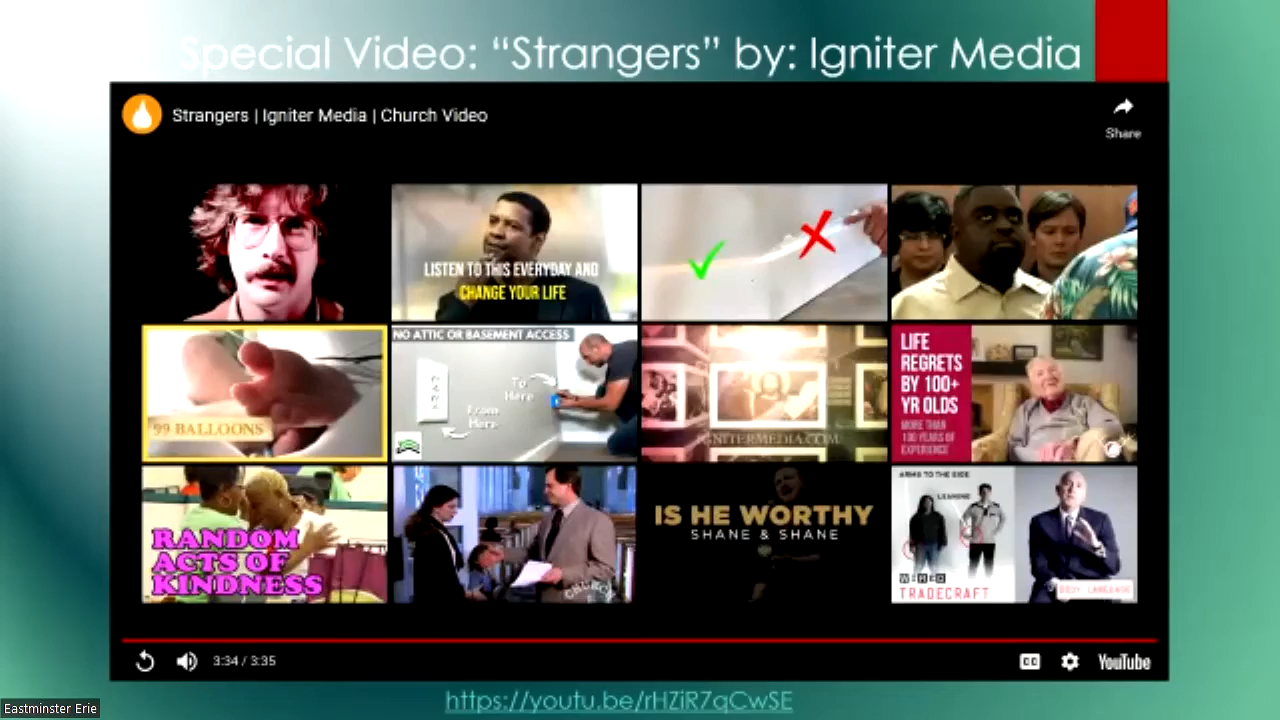 Special Video: “Strangers” by: Igniter Media
Strangers | Igniter Media | Church Video
Share
LISTEN TO THIS EVERYDAY AND
CHANGE YOUR LIFE
99 BALLOONS
NO ATTIC OR BASEMENT ACCESS
To
Here
From
Here
IGNITERMEDIA.COM
LIFE
REGRETS
BY 100+
YR OLDS
MORE THAN
100 YEARS OF
EXPERIENCE
RANDOM
ACTS OF
KINDNESS
IS HE WORTHY
SHANE & SHANE
ARMS TO THE SIDE
LEANING
WIRED
TRADECRAFT
BODY LANGUAGE
3:34 / 3:35
CC
YouTube
https://youtu.be/rHZiR7qCwSE
Eastminster Erie